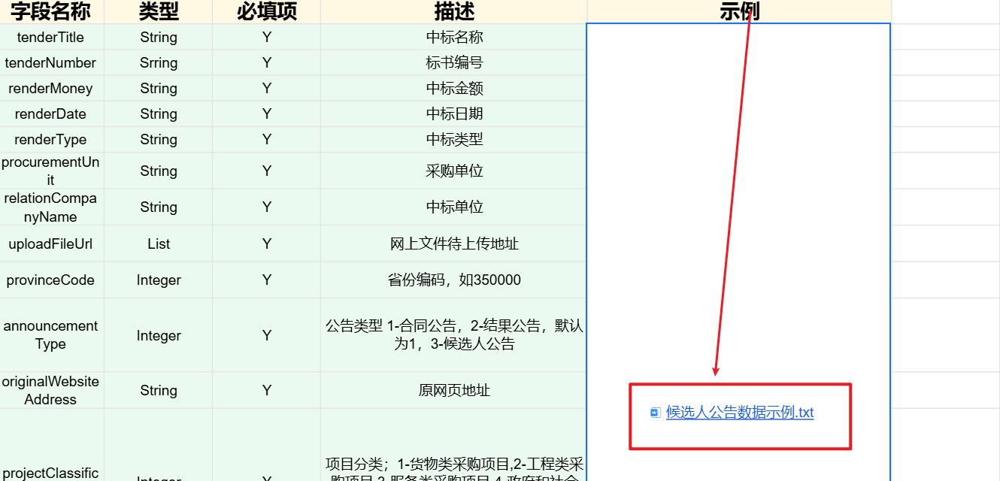 字段名称 类型 必填项 描述 示例
tenderTitle String Y 中标名称
tenderNumber Srring Y 标书编号
renderMoney String Y 中标金额
renderDate String Y 中标日期
renderType String Y 中标类型
procurementUn
it String Y 采购单位
relationCompa
nyName String Y 中标单位
uploadFileUrl List Y 网上文件待上传地址
provinceCode Integer Y 省份编码，如350000
announcement
Type Integer Y 公告类型 1-合同公告，2-结果公告，默认
为1，3-候选人公告
originalWebsite
Address String Y 原网页地址
候选人公告数据示例.txt
projectClassific Integer Y 项目分类；1-货物类采购项目,2-工程类采
购项目,3-服务类采购项目,4-政府和社会